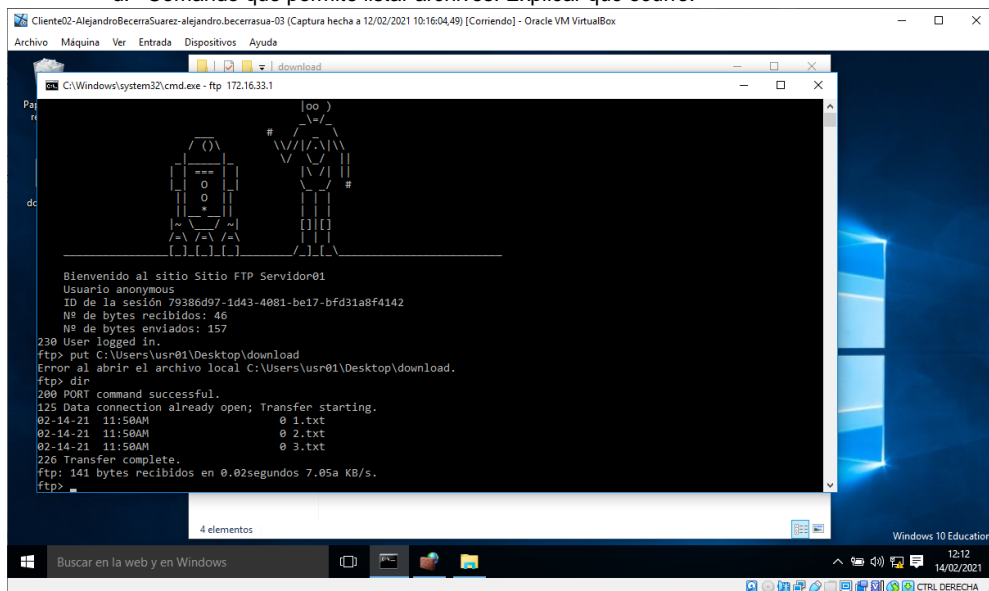 Cliente02-AlejandroBecerraSuarez-alejandro.becerrasua-03 (Captura hecha a 12/02/2021 10:16:04,49) [Corriendo] - Oracle VM VirtualBox
Archivo Máquina Ver Entrada Dispositivos Ayuda
download
C:\Windows\system32\cmd.exe - ftp 172.16.33.1
Bienvenido al sitio Sitio FTP Servidor01
Usuario anonymous
ID de la sesión 79386d97-1d43-4081-be17-bfd31a8f4142
Nº de bytes recibidos: 46
Nº de bytes enviados: 157
230 User logged in.
ftp> put C:\Users\usr01\Desktop\download
Error al abrir el archivo local C:\Users\usr01\Desktop\download.
ftp> dir
200 PORT command successful.
125 Data connection already open; Transfer starting.
02-14-21 11:50AM 0 1.txt
02-14-21 11:50AM 0 2.txt
02-14-21 11:50AM 0 3.txt
226 Transfer complete.
ftp: 141 bytes recibidos en 0.02segundos 7.05a KB/s.
ftp>
4 elementos
Windows 10 Education
Buscar en la web y en Windows
12:12
14/02/2021
CTRL DERECHA